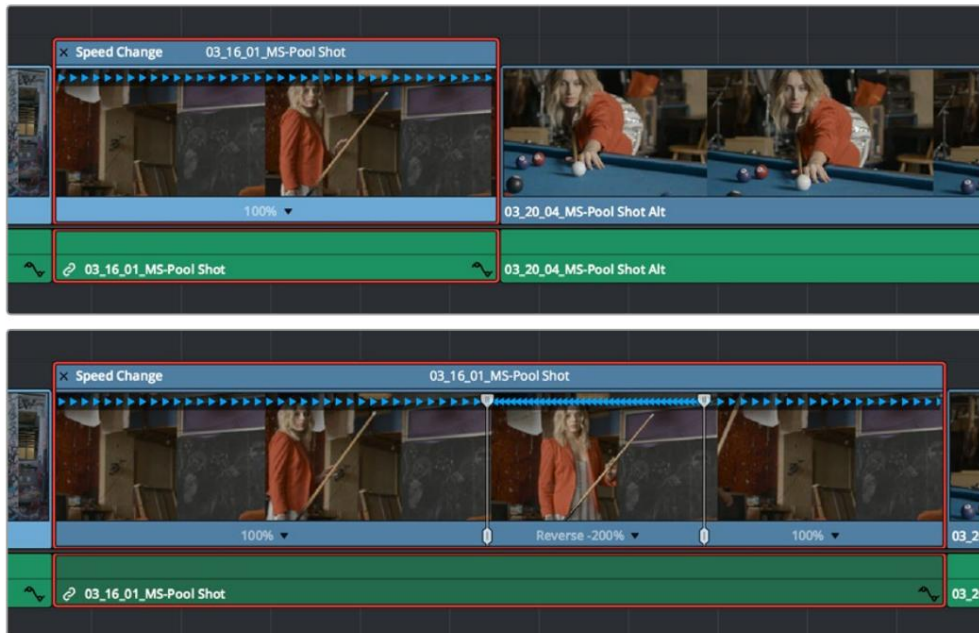 × Speed Change 03_16_01_MS-Pool Shot
100%
03_20_04_MS-Pool Shot Alt
03_16_01_MS-Pool Shot
03_20_04_MS-Pool Shot Alt
× Speed Change 03_16_01_MS-Pool Shot
100% Reverse -200% 100% 03_2
03_16_01_MS-Pool Shot 03_2